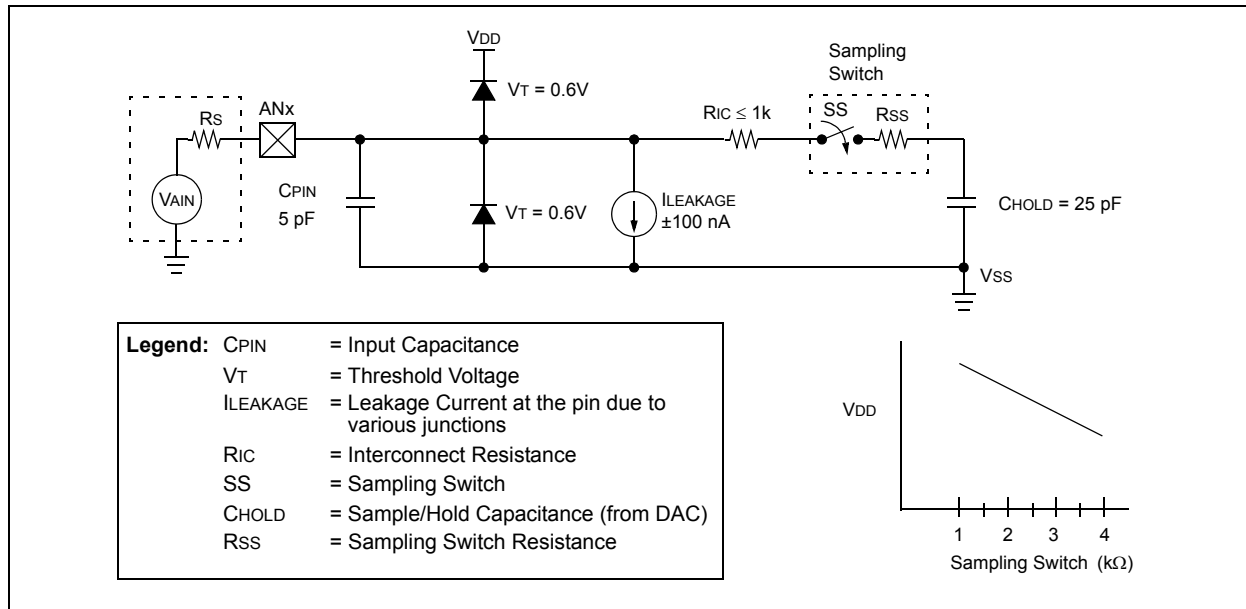 VDD
Sampling
Switch
VT = 0.6V
RS
ANx
RIC ≤ 1k
SS
RSS
VAIN
CPIN
5 pF
VT = 0.6V
ILEAKAGE
±100 nA
CHOLD = 25 pF
VSS
Legend: CPIN = Input Capacitance
VT = Threshold Voltage
ILEAKAGE = Leakage Current at the pin due to
various junctions
RIC = Interconnect Resistance
SS = Sampling Switch
CHOLD = Sample/Hold Capacitance (from DAC)
RSS = Sampling Switch Resistance
VDD
1 2 3 4
Sampling Switch (kΩ)